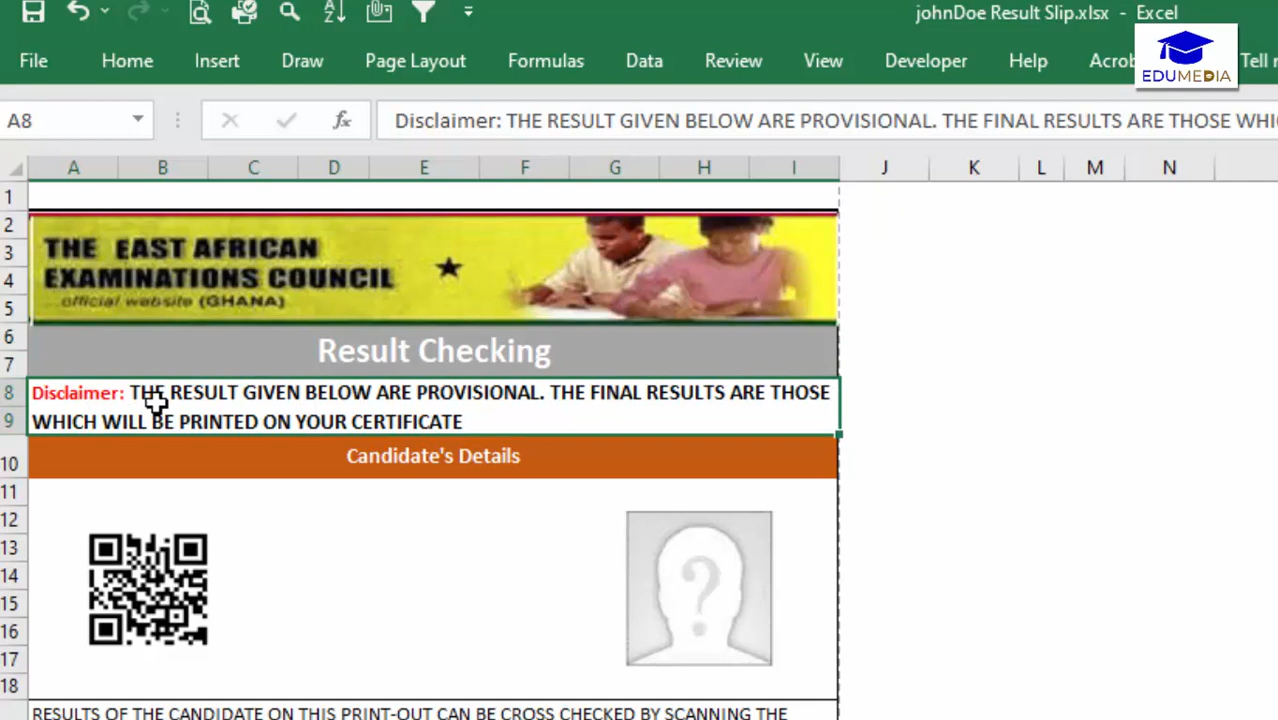 johnDoe Result Slip.xlsx - Excel
EDUMEDIA
File Home Insert Draw Page Layout Formulas Data Review View Developer Help Acrob Tell
A8 fx Disclaimer: THE RESULT GIVEN BELOW ARE PROVISIONAL. THE FINAL RESULTS ARE THOSE WHIC
A B C D E F G H I J K L M N
1
2
3
4
5
6
7
8
9
10
11
12
13
14
15
16
17
18
THE EAST AFRICAN
EXAMINATIONS COUNCIL
official website (GHANA)
Result Checking
Disclaimer: THE RESULT GIVEN BELOW ARE PROVISIONAL. THE FINAL RESULTS ARE THOSE
WHICH WILL BE PRINTED ON YOUR CERTIFICATE
Candidate's Details
?
RESULTS OF THE CANDIDATE ON THIS PRINT-OUT CAN BE CROSS CHECKED BY SCANNING THE